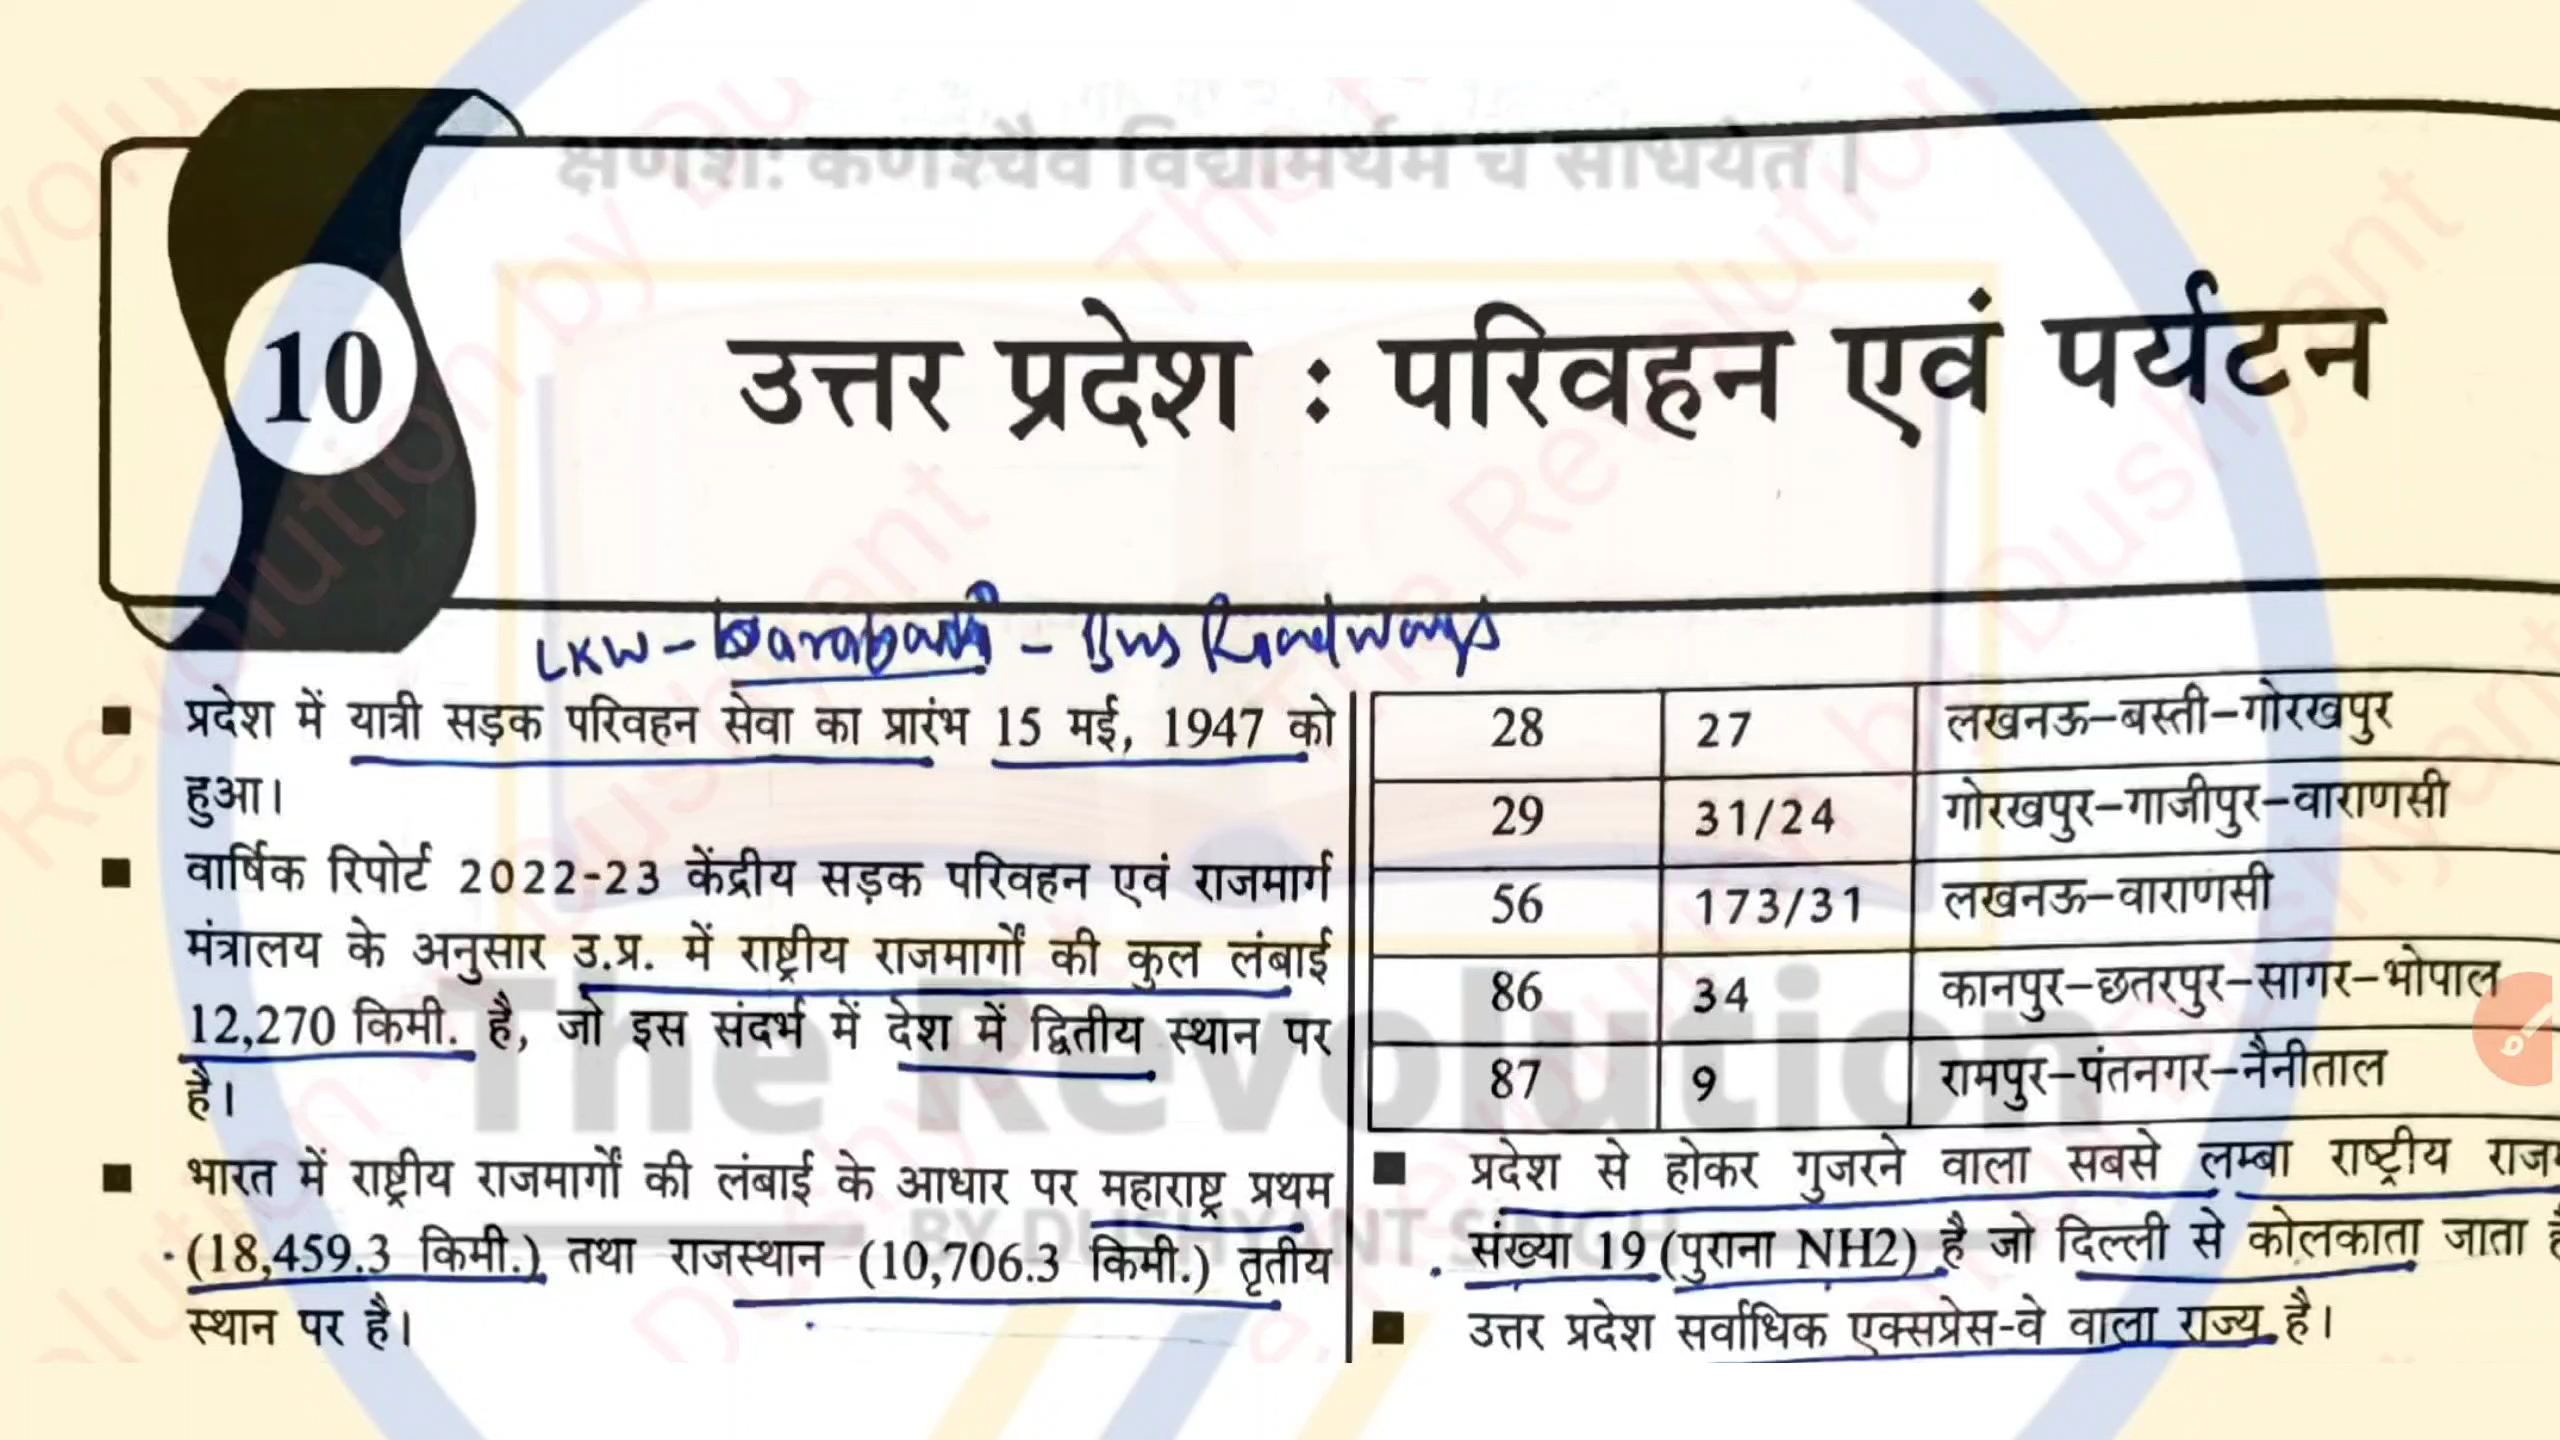 क्षणशः कणश्चैव विद्यामर्थम च साधयेत।
10
उत्तर प्रदेश : परिवहन एवं पर्यटन
LKW - Barabanki - Bus Roadways
■ प्रदेश में यात्री सड़क परिवहन सेवा का प्रारंभ 15 मई, 1947 को
हुआ।
■ वार्षिक रिपोर्ट 2022-23 केंद्रीय सड़क परिवहन एवं राजमार्ग
मंत्रालय के अनुसार उ.प्र. में राष्ट्रीय राजमार्गों की कुल लंबाई
12,270 किमी. है, जो इस संदर्भ में देश में द्वितीय स्थान पर
है।
■ भारत में राष्ट्रीय राजमार्गों की लंबाई के आधार पर महाराष्ट्र प्रथम
(18,459.3 किमी.) तथा राजस्थान (10,706.3 किमी.) तृतीय
स्थान पर है।
28 27 लखनऊ–बस्ती–गोरखपुर
29 31/24 गोरखपुर–गाजीपुर–वाराणसी
56 173/31 लखनऊ–वाराणसी
86 34 कानपुर–छतरपुर–सागर–भोपाल
87 9 रामपुर–पंतनगर–नैनीताल
■ प्रदेश से होकर गुजरने वाला सबसे लम्बा राष्ट्रीय
संख्या 19 (पुराना NH2) है जो दिल्ली से कोलकाता जाता
■ उत्तर प्रदेश सर्वाधिक एक्सप्रेस-वे वाला राज्य है।
The Revolution
BY DUSHYANT SINGH